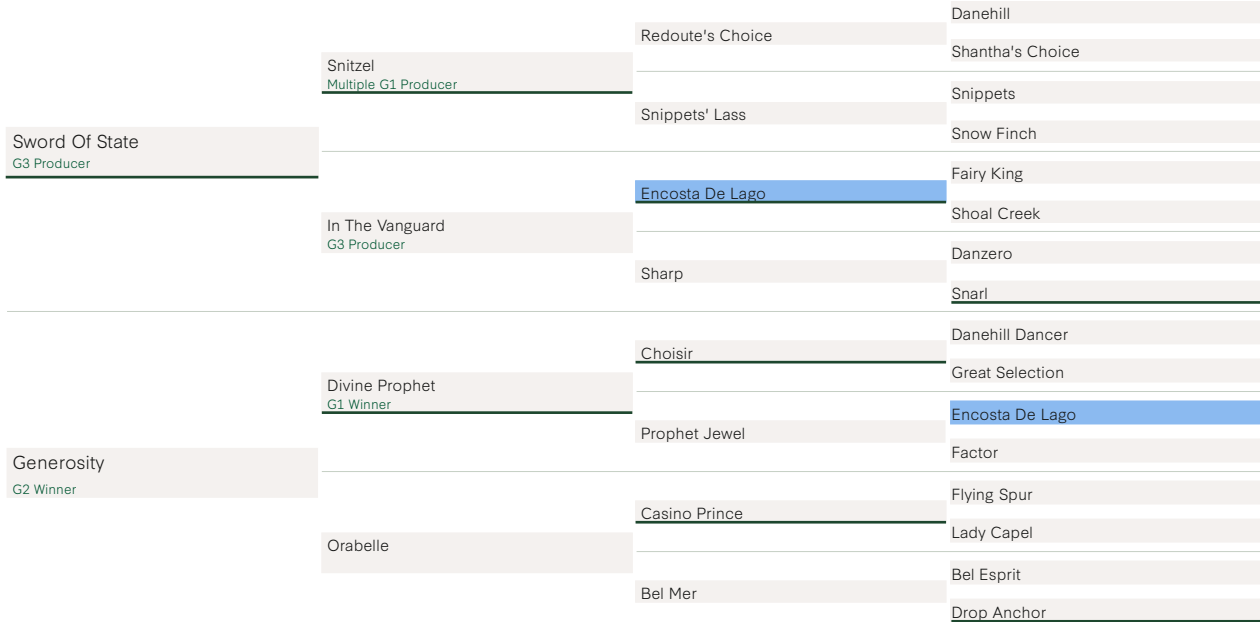 Sword Of State
G3 Producer
Generosity
G2 Winner
Snitzel
Multiple G1 Producer
In The Vanguard
G3 Producer
Divine Prophet
G1 Winner
Orabelle
Redoute's Choice
Snippets' Lass
Encosta De Lago
Sharp
Choisir
Prophet Jewel
Casino Prince
Bel Mer
Danehill
Shantha's Choice
Snippets
Snow Finch
Fairy King
Shoal Creek
Danzero
Snarl
Danehill Dancer
Great Selection
Encosta De Lago
Factor
Flying Spur
Lady Capel
Bel Esprit
Drop Anchor